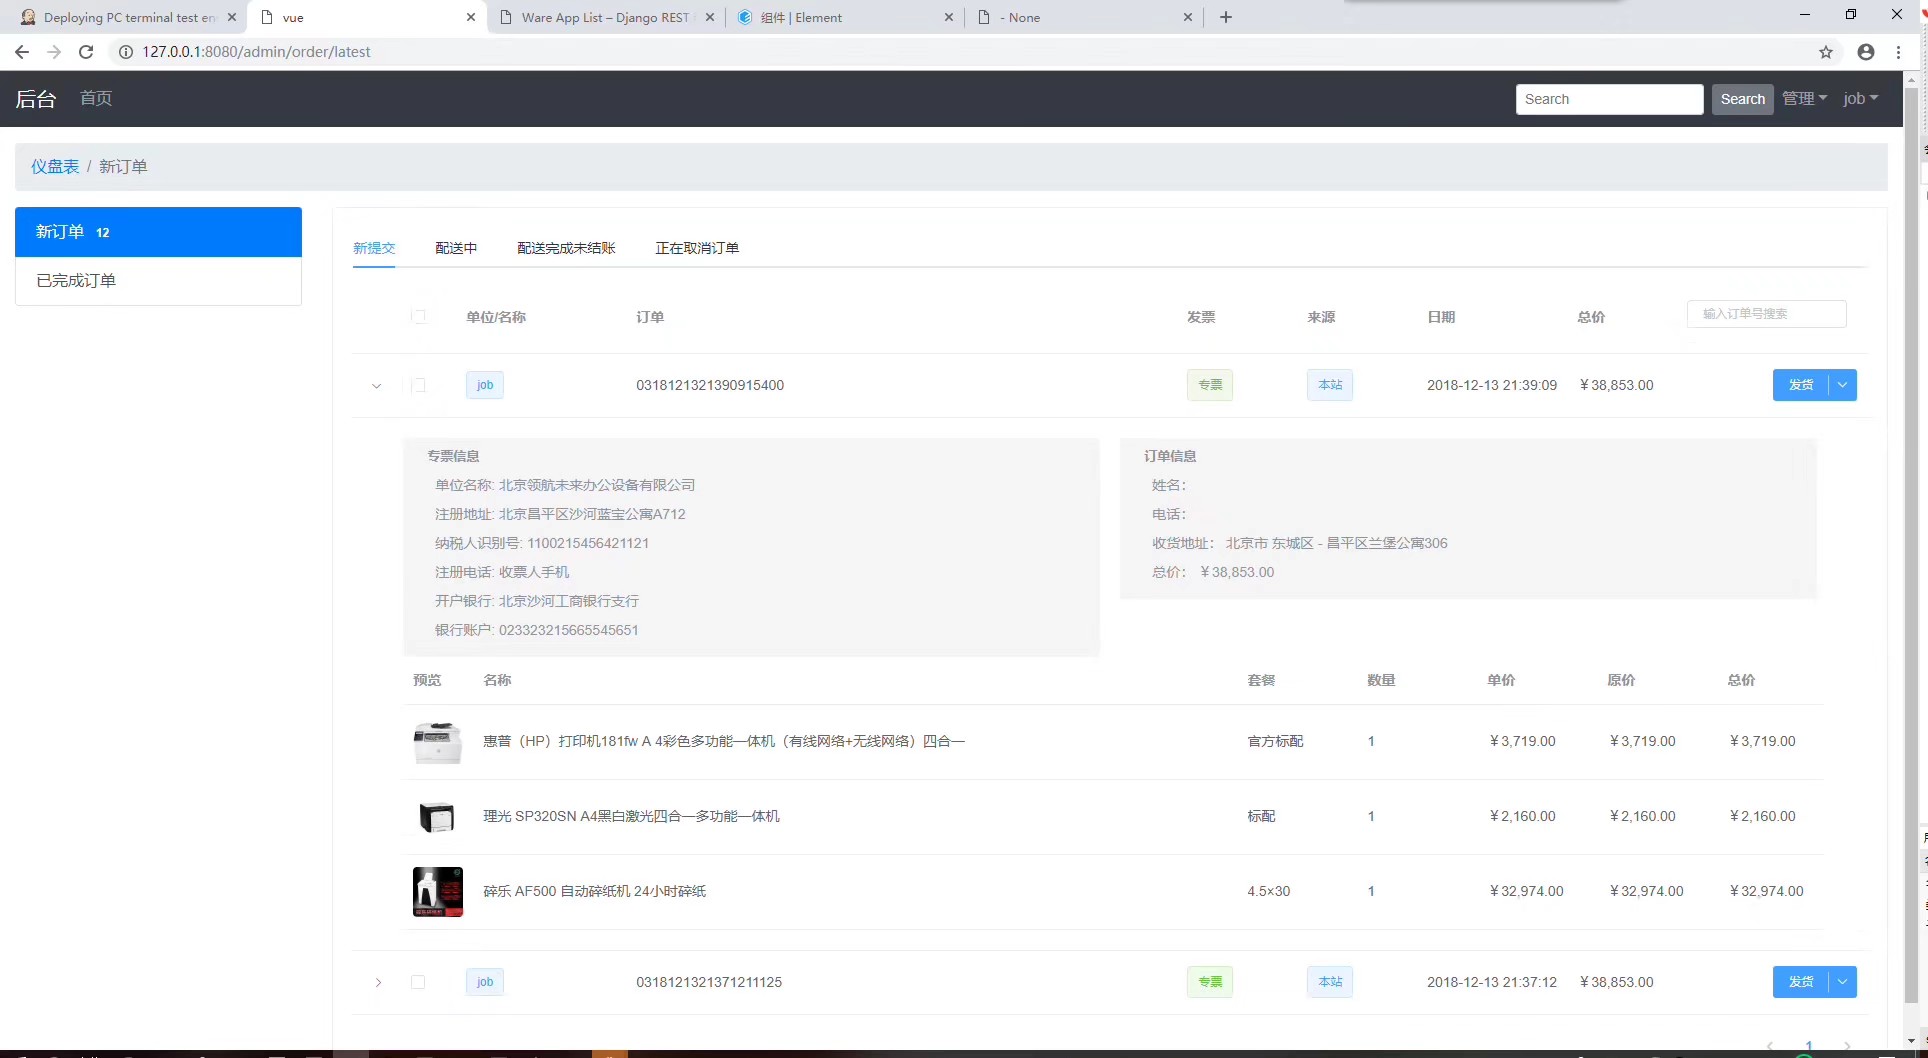 Deploying PC terminal test en
vue
Ware App List – Django REST
组件 | Element
- None
127.0.0.1:8080/admin/order/latest
后台 首页 Search Search 管理 job
仪盘表 / 新订单
新订单 12
已完成订单
新提交 配送中 配送完成未结账 正在取消订单
单位/名称 订单 发票 来源 日期 总价 输入订单号搜索
job 0318121321390915400 专票 本站 2018-12-13 21:39:09 ￥38,853.00 发货
专票信息
单位名称: 北京领航未来办公设备有限公司
注册地址: 北京昌平区沙河蓝宝公寓A712
纳税人识别号: 1100215456421121
注册电话: 收票人手机
开户银行: 北京沙河工商银行支行
银行账户: 023323215665545651
订单信息
姓名：
电话：
收货地址： 北京市 东城区 - 昌平区兰堡公寓306
总价： ￥38,853.00
预览 名称 套餐 数量 单价 原价 总价
惠普（HP）打印机181fw A 4彩色多功能一体机（有线网络+无线网络）四合一 官方标配 1 ￥3,719.00 ￥3,719.00 ￥3,719.00
理光 SP320SN A4黑白激光四合一多功能一体机 标配 1 ￥2,160.00 ￥2,160.00 ￥2,160.00
碎乐 AF500 自动碎纸机 24小时碎纸 4.5×30 1 ￥32,974.00 ￥32,974.00 ￥32,974.00
job 0318121321371211125 专票 本站 2018-12-13 21:37:12 ￥38,853.00 发货
1